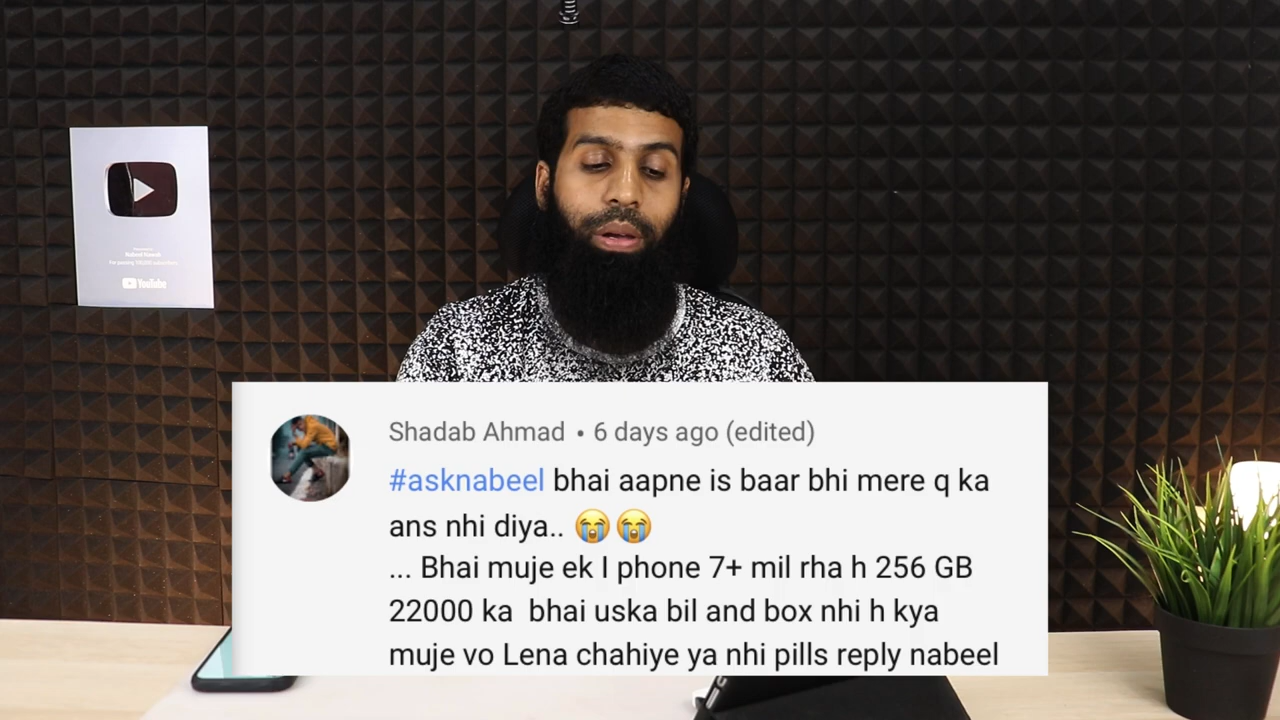 Shadab Ahmad • 6 days ago (edited)
#asknabeel bhai aapne is baar bhi mere q ka
ans nhi diya.. 😭😭
... Bhai muje ek I phone 7+ mil rha h 256 GB
22000 ka bhai uska bil and box nhi h kya
muje vo Lena chahiye ya nhi pills reply nabeel
YouTube